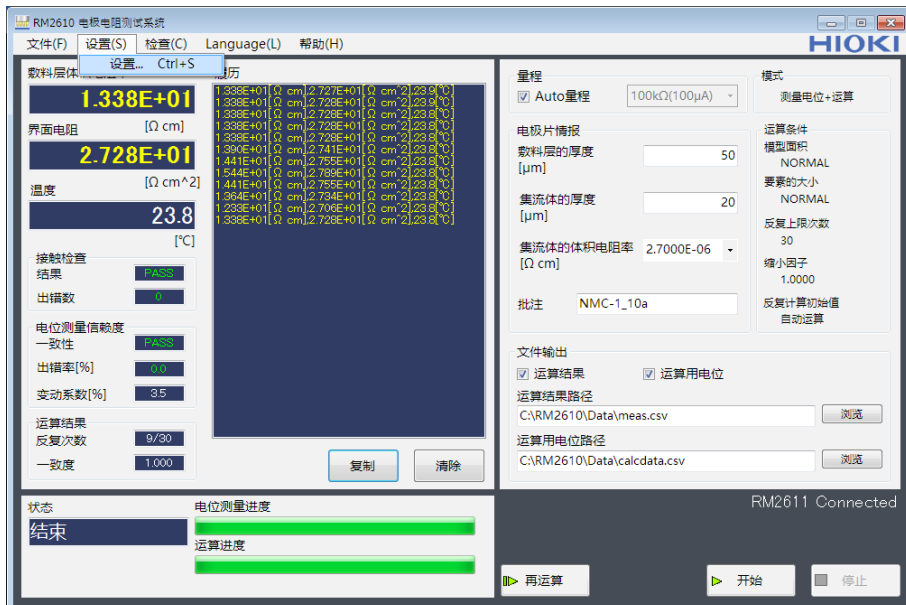 RM2610 电极电阻测试系统
文件(F) 设置(S) 检查(C) Language(L) 帮助(H)
HIOKI
设置... Ctrl+S
敷料层体
1.338E+01
[Ω cm]
界面电阻
2.728E+01
[Ω cm^2]
温度
23.8
[℃]
接触检查
结果 PASS
出错数 0
电位测量信赖度
一致性 PASS
出错率[%] 0.0
变动系数[%] 3.5
运算结果
反复次数 9/30
一致度 1.000
历
1.338E+01[Ω cm],2.727E+01[Ω cm^2],23.9[℃]
1.338E+01[Ω cm],2.728E+01[Ω cm^2],23.9[℃]
1.338E+01[Ω cm],2.728E+01[Ω cm^2],23.8[℃]
1.338E+01[Ω cm],2.728E+01[Ω cm^2],23.8[℃]
1.338E+01[Ω cm],2.728E+01[Ω cm^2],23.8[℃]
1.390E+01[Ω cm],2.741E+01[Ω cm^2],23.8[℃]
1.441E+01[Ω cm],2.755E+01[Ω cm^2],23.8[℃]
1.544E+01[Ω cm],2.789E+01[Ω cm^2],23.8[℃]
1.441E+01[Ω cm],2.755E+01[Ω cm^2],23.8[℃]
1.364E+01[Ω cm],2.734E+01[Ω cm^2],23.8[℃]
1.233E+01[Ω cm],2.706E+01[Ω cm^2],23.8[℃]
1.338E+01[Ω cm],2.728E+01[Ω cm^2],23.8[℃]
复制 清除
量程
Auto量程 100kΩ(100μA)
电极片情报
敷料层的厚度 50
[μm]
集流体的厚度 20
[μm]
集流体的体积电阻率 2.7000E-06
[Ω cm]
批注 NMC-1_10a
模式
测量电位+运算
运算条件
模型面积
NORMAL
要素的大小
NORMAL
反复上限次数
30
缩小因子
1.0000
反复计算初始值
自动运算
文件输出
运算结果 运算用电位
运算结果路径
C:\RM2610\Data\meas.csv 浏览
运算用电位路径
C:\RM2610\Data\calcdata.csv 浏览
状态
结束
电位测量进度
运算进度
RM2611 Connected
再运算 开始 停止